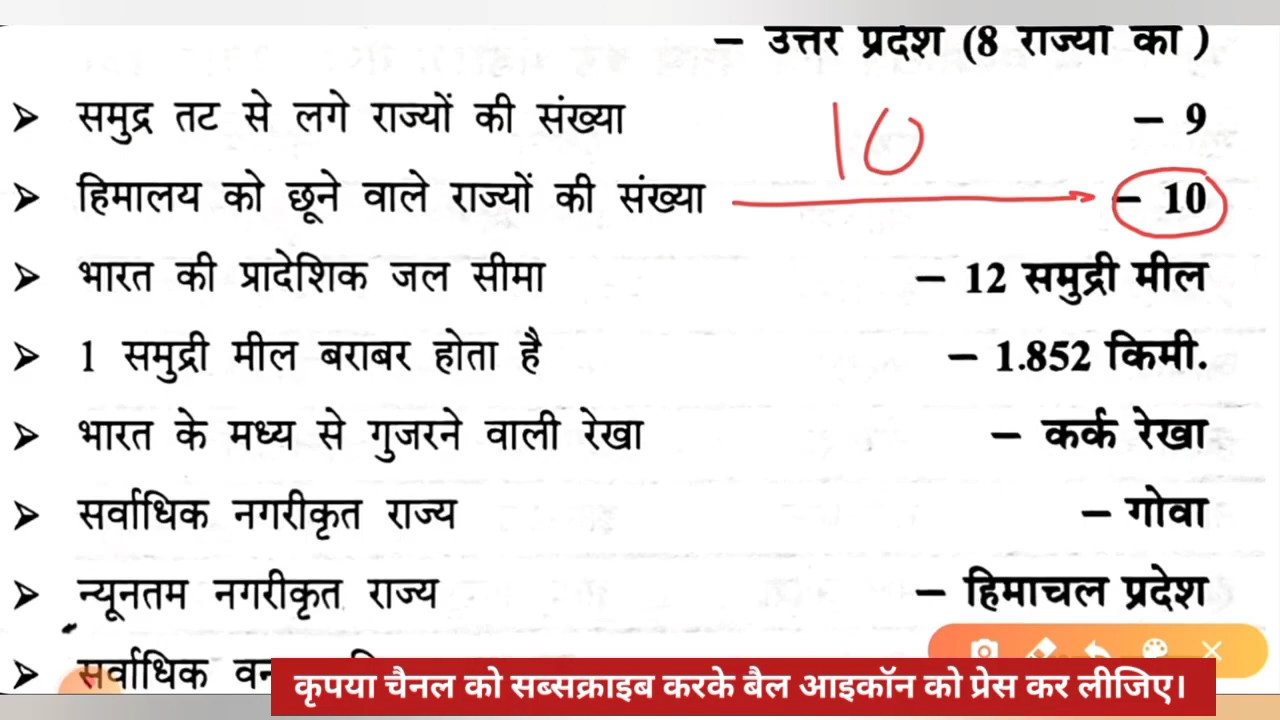 – उत्तर प्रदेश (8 राज्यों को)
➤ समुद्र तट से लगे राज्यों की संख्या – 9
10
➤ हिमालय को छूने वाले राज्यों की संख्या – 10
➤ भारत की प्रादेशिक जल सीमा – 12 समुद्री मील
➤ 1 समुद्री मील बराबर होता है – 1.852 किमी.
➤ भारत के मध्य से गुजरने वाली रेखा – कर्क रेखा
➤ सर्वाधिक नगरीकृत राज्य – गोवा
➤ न्यूनतम नगरीकृत राज्य – हिमाचल प्रदेश
➤ सर्वाधिक
कृपया चैनल को सब्सक्राइब करके बैल आइकॉन को प्रेस कर लीजिए।